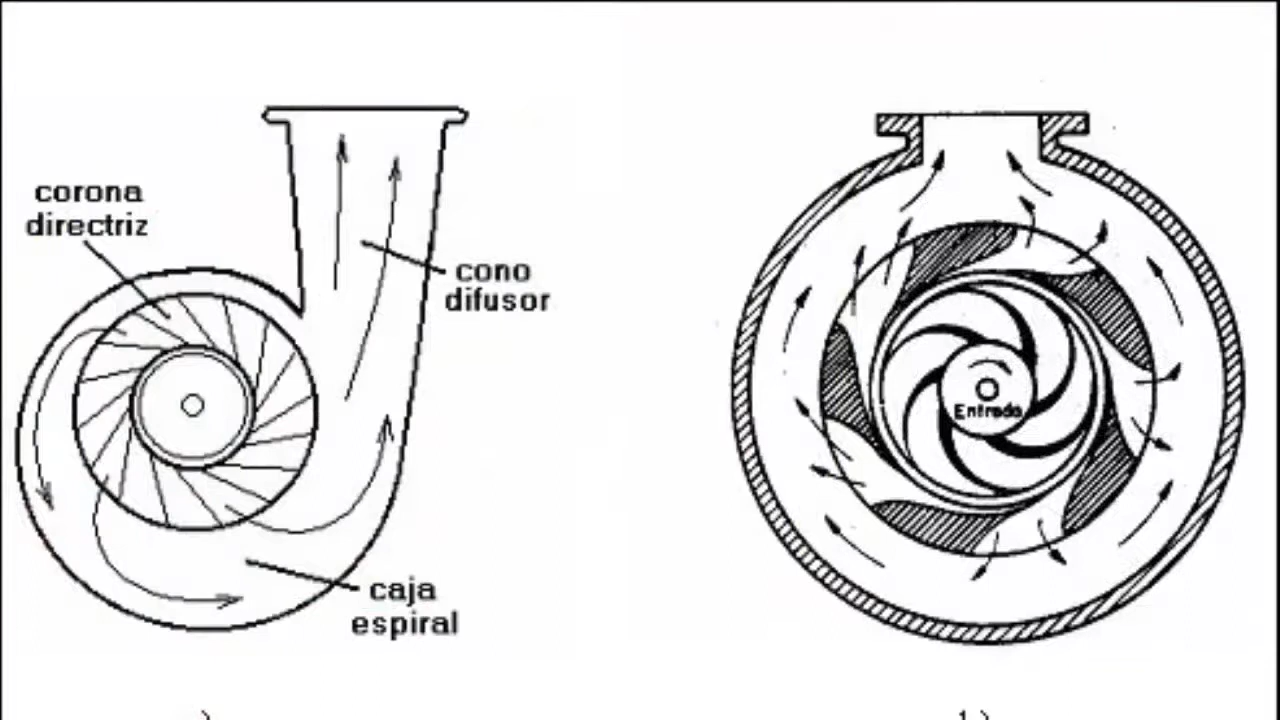 corona
directriz
cono
difusor
caja
espiral
Entrada